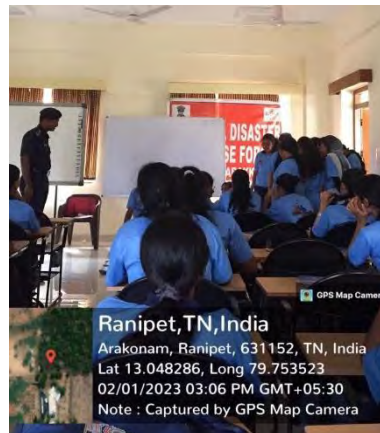 DISASTER
SE FOR
GPS Map Camera
Ranipet,TN,India
Arakonam, Ranipet, 631152, TN, India
Lat 13.048286, Long 79.753523
02/01/2023 03:06 PM GMT+05:30
Note : Captured by GPS Map Camera